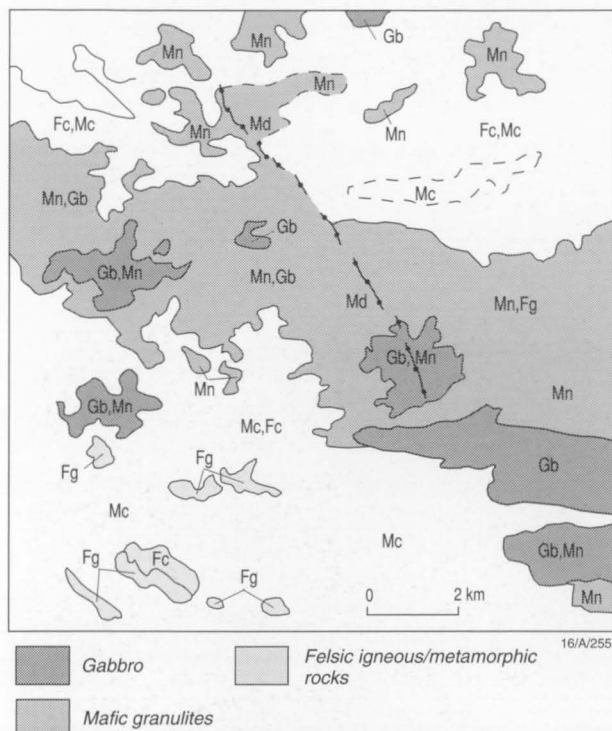 Gb
Mn
Mn
Mn
Mn
Mn
Fc,Mc
Mn
Md
Fc,Mc
Mc
Mn,Gb
Gb
Gb,Mn
Mn,Gb
Md
Mn,Fg
Gb,Mn
Mn
Mn
Gb,Mn
Mc,Fc
Fg
Fg
Gb
Mc
Mc
Gb,Mn
Fg
Fc
Fg
Mn
0
2 km
16/A/255
Gabbro
Felsic igneous/metamorphic
rocks
Mafic granulites